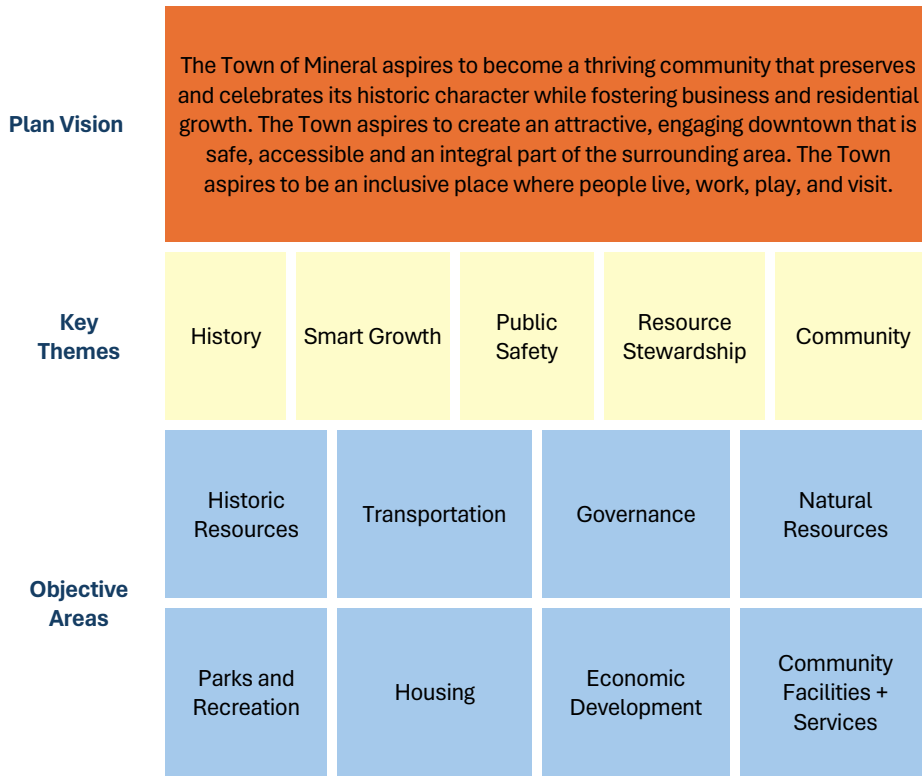 Plan Vision
The Town of Mineral aspires to become a thriving community that preserves
and celebrates its historic character while fostering business and residential
growth. The Town aspires to create an attractive, engaging downtown that is
safe, accessible and an integral part of the surrounding area. The Town
aspires to be an inclusive place where people live, work, play, and visit.
Key
Themes
History
Smart Growth
Public
Safety
Resource
Stewardship
Community
Objective
Areas
Historic
Resources
Transportation
Governance
Natural
Resources
Parks and
Recreation
Housing
Economic
Development
Community
Facilities +
Services